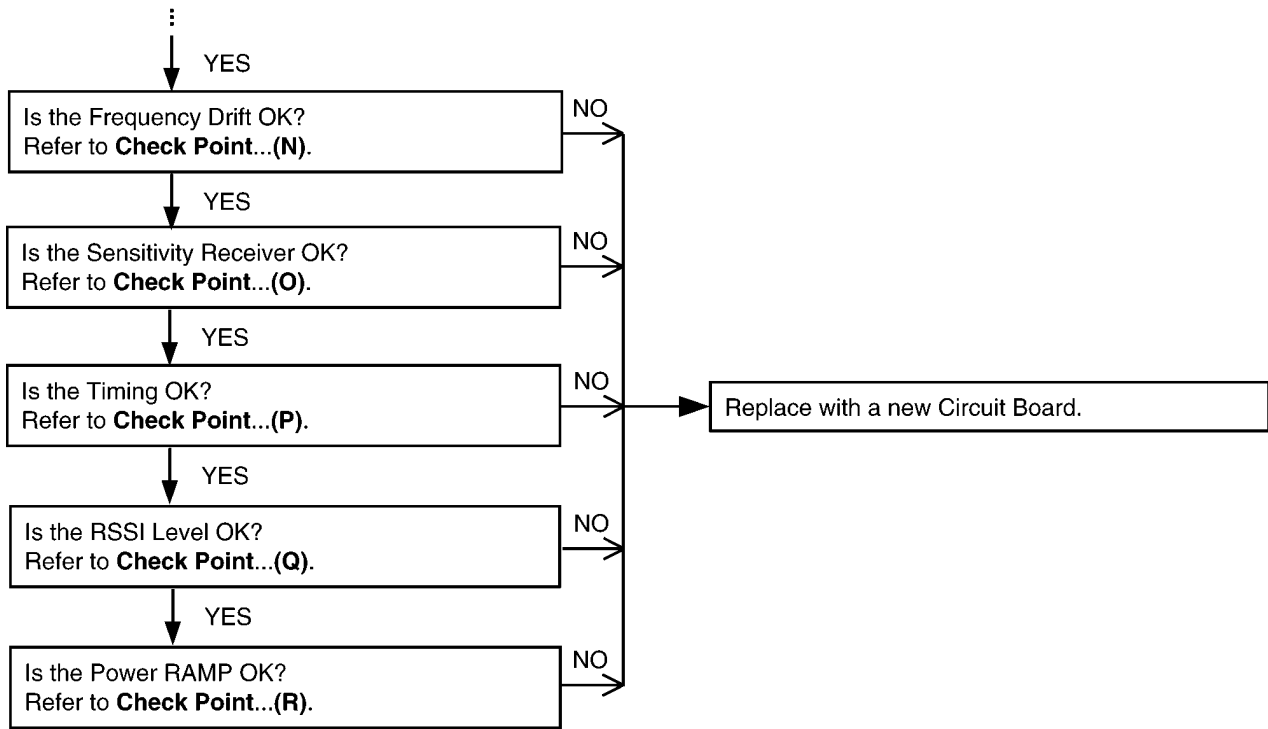 ⋮
YES
Is the Frequency Drift OK?
Refer to Check Point...(N).
NO
YES
Is the Sensitivity Receiver OK?
Refer to Check Point...(O).
NO
YES
Is the Timing OK?
Refer to Check Point...(P).
NO
Replace with a new Circuit Board.
YES
Is the RSSI Level OK?
Refer to Check Point...(Q).
NO
YES
Is the Power RAMP OK?
Refer to Check Point...(R).
NO